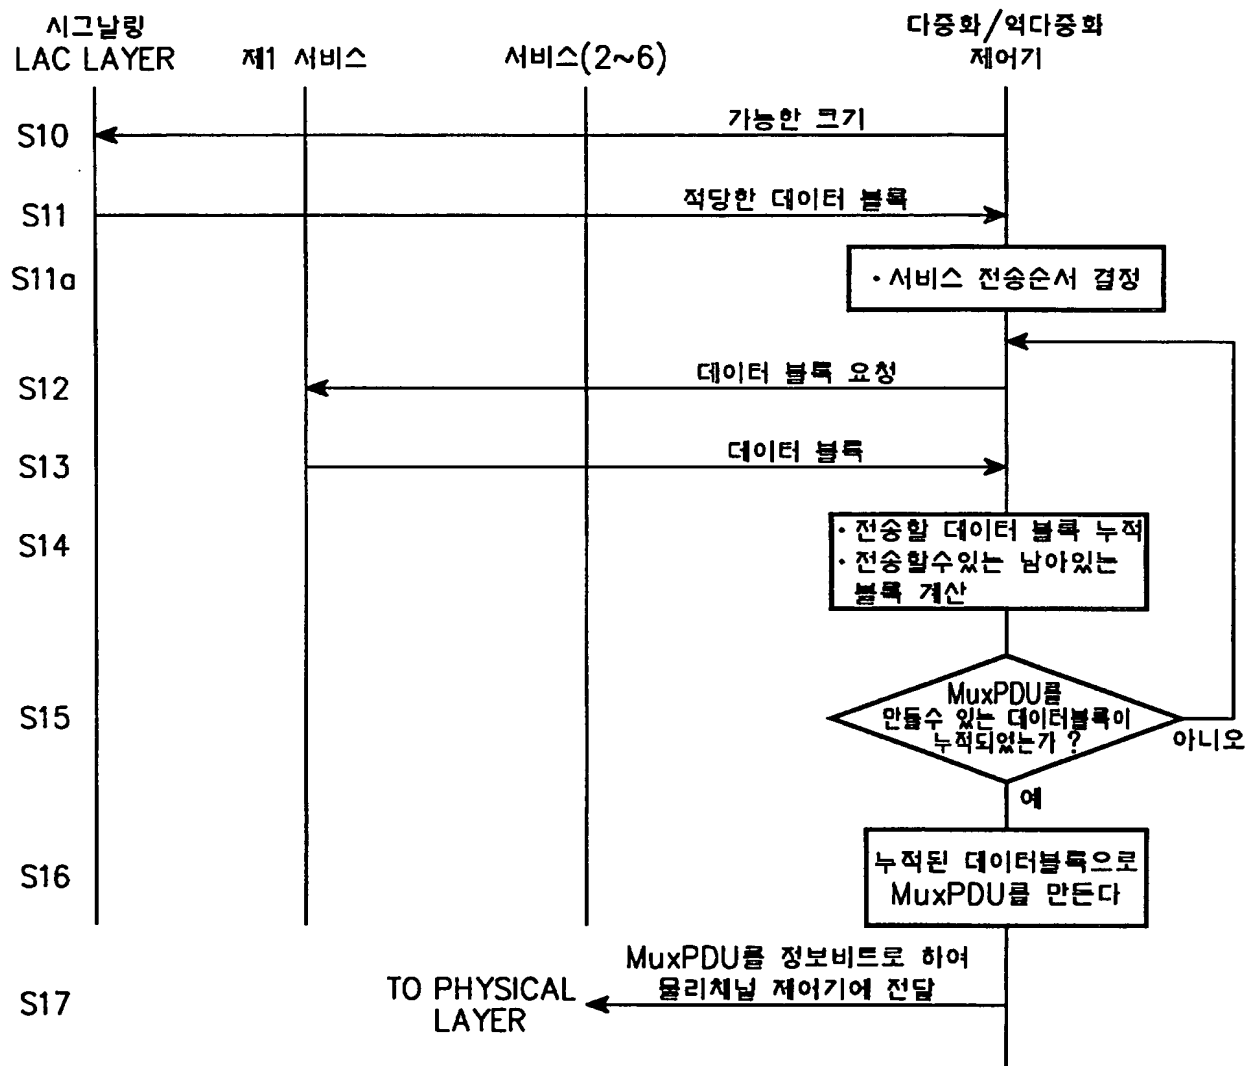 시그날링
LAC LAYER
제1 서비스
서비스(2~6)
다중화/역다중화
제어기
S10
가능한 크기
S11
적당한 데이터 블록
S11a
· 서비스 전송순서 결정
S12
데이터 블록 요청
S13
데이터 블록
S14
· 전송할 데이터 블록 누적
· 전송할수있는 남아있는
블록 계산
S15
MuxPDU를
만들수 있는 데이터블록이
누적되었는가 ?
아니오
예
S16
누적된 데이터블록으로
MuxPDU를 만든다
S17
MuxPDU를 정보비트로 하여
물리채널 제어기에 전달
TO PHYSICAL
LAYER